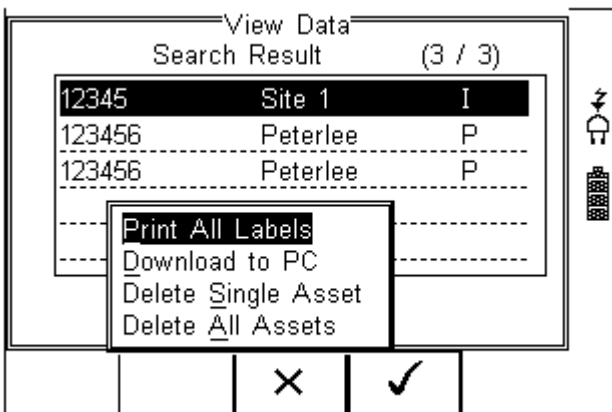 View Data
Search Result (3 / 3)
12345 Site 1 I
123456 Peterlee P
123456 Peterlee P
Print All Labels
Download to PC
Delete Single Asset
Delete All Assets